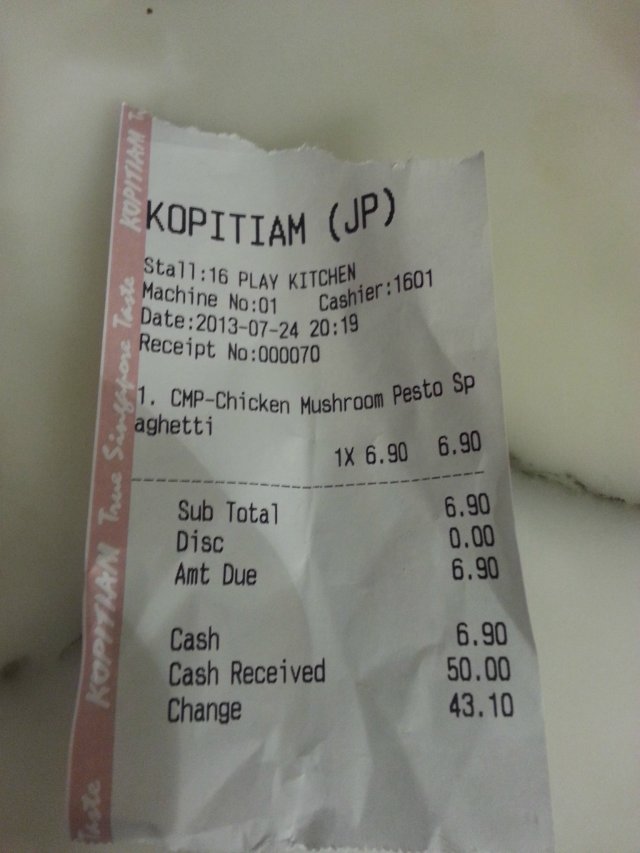 KOPITIAM (JP)
Stall:16 PLAY KITCHEN
Machine No:01 Cashier:1601
Date:2013-07-24 20:19
Receipt No:000070
1. CMP-Chicken Mushroom Pesto Sp
aghetti
1X 6.90 6.90
Sub Total 6.90
Disc 0.00
Amt Due 6.90
Cash 6.90
Cash Received 50.00
Change 43.10
Taste KOPITIAM True Singapore Taste KOPITIAM